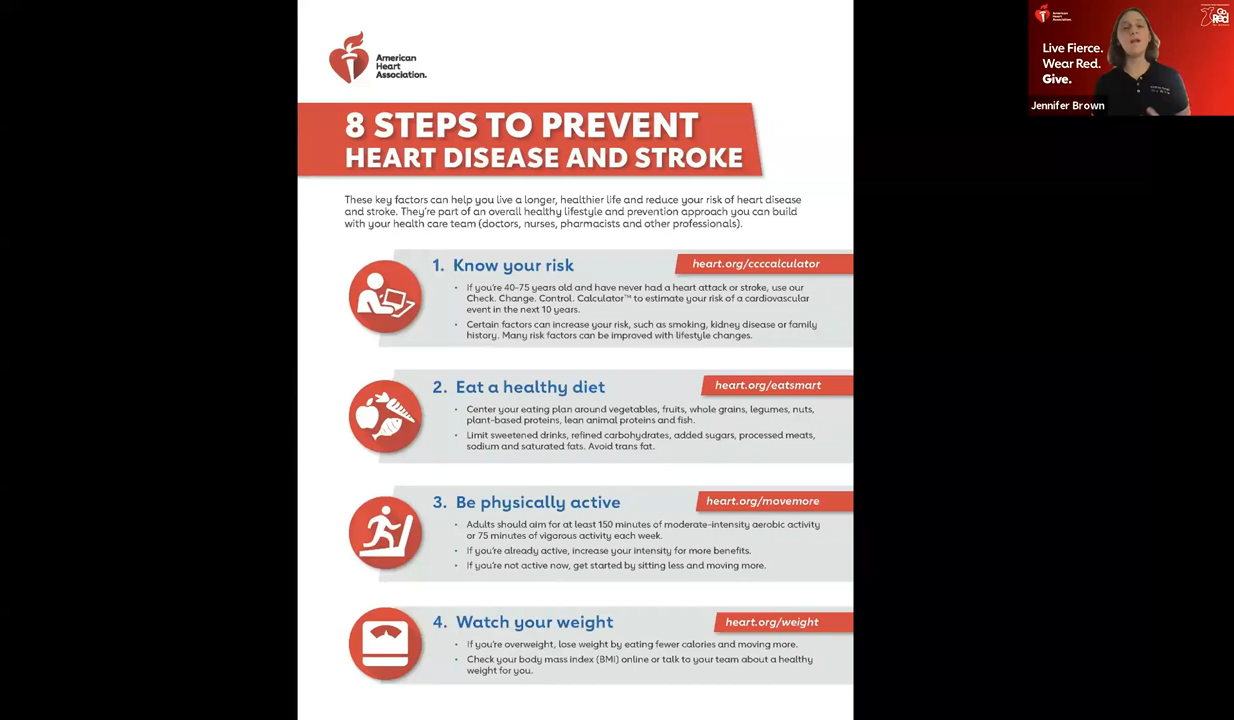 American
Heart
Association.
8 STEPS TO PREVENT
HEART DISEASE AND STROKE
These key factors can help you live a longer, healthier life and reduce your risk of heart disease
and stroke. They're part of an overall healthy lifestyle and prevention approach you can build
with your health care team (doctors, nurses, pharmacists and other professionals).
1. Know your risk
heart.org/ccccalculator
• If you're 40-75 years old and have never had a heart attack or stroke, use our
Check. Change. Control. Calculator™ to estimate your risk of a cardiovascular
event in the next 10 years.
• Certain factors can increase your risk, such as smoking, kidney disease or family
history. Many risk factors can be improved with lifestyle changes.
2. Eat a healthy diet
heart.org/eatsmart
• Center your eating plan around vegetables, fruits, whole grains, legumes, nuts,
plant-based proteins, lean animal proteins and fish.
• Limit sweetened drinks, refined carbohydrates, added sugars, processed meats,
sodium and saturated fats. Avoid trans fat.
3. Be physically active
heart.org/movemore
• Adults should aim for at least 150 minutes of moderate-intensity aerobic activity
or 75 minutes of vigorous activity each week.
• If you're already active, increase your intensity for more benefits.
• If you're not active now, get started by sitting less and moving more.
4. Watch your weight
heart.org/weight
• If you're overweight, lose weight by eating fewer calories and moving more.
• Check your body mass index (BMI) online or talk to your team about a healthy
weight for you.
American
Heart
Association.
Go
Red
Live Fierce.
Wear Red.
Give.
Jennifer Brown